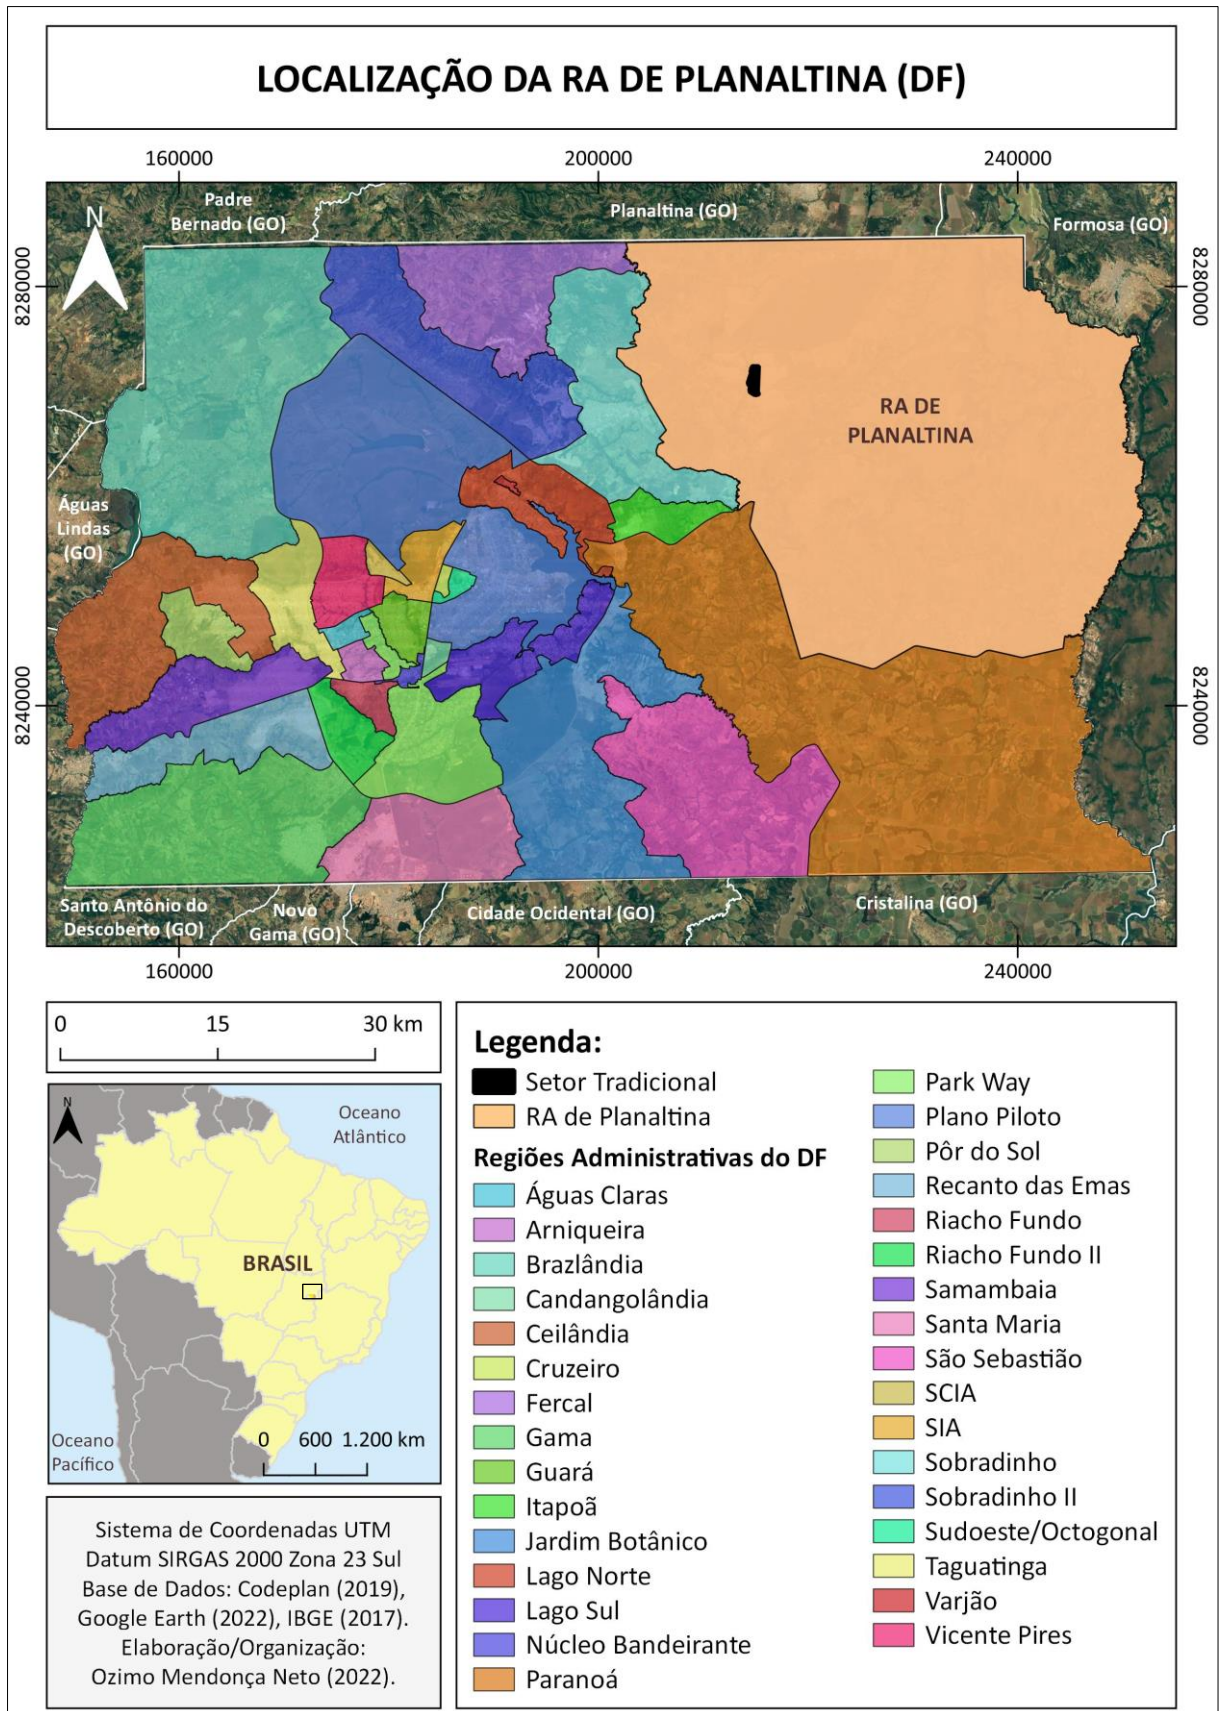 LOCALIZAÇÃO DA RA DE PLANALTINA (DF)
160000
200000
240000
N
Padre
Bernado (GO)
Planaltina (GO)
Formosa (GO)
8280000
8280000
RA DE
PLANALTINA
Águas
Lindas
(GO)
8240000
8240000
Santo Antônio do
Descoberto (GO)
Novo
Gama (GO)
Cidade Ocidental (GO)
Cristalina (GO)
160000
200000
240000
0 15 30 km
N
Oceano
Atlântico
BRASIL
Oceano
Pacífico
0 600 1.200 km
Sistema de Coordenadas UTM
Datum SIRGAS 2000 Zona 23 Sul
Base de Dados: Codeplan (2019),
Google Earth (2022), IBGE (2017).
Elaboração/Organização:
Ozimo Mendonça Neto (2022).
Legenda:
Setor Tradicional
RA de Planaltina
Regiões Administrativas do DF
Águas Claras
Arniqueira
Brazlândia
Candangolândia
Ceilândia
Cruzeiro
Fercal
Gama
Guará
Itapoã
Jardim Botânico
Lago Norte
Lago Sul
Núcleo Bandeirante
Paranoá
Park Way
Plano Piloto
Pôr do Sol
Recanto das Emas
Riacho Fundo
Riacho Fundo II
Samambaia
Santa Maria
São Sebastião
SCIA
SIA
Sobradinho
Sobradinho II
Sudoeste/Octogonal
Taguatinga
Varjão
Vicente Pires